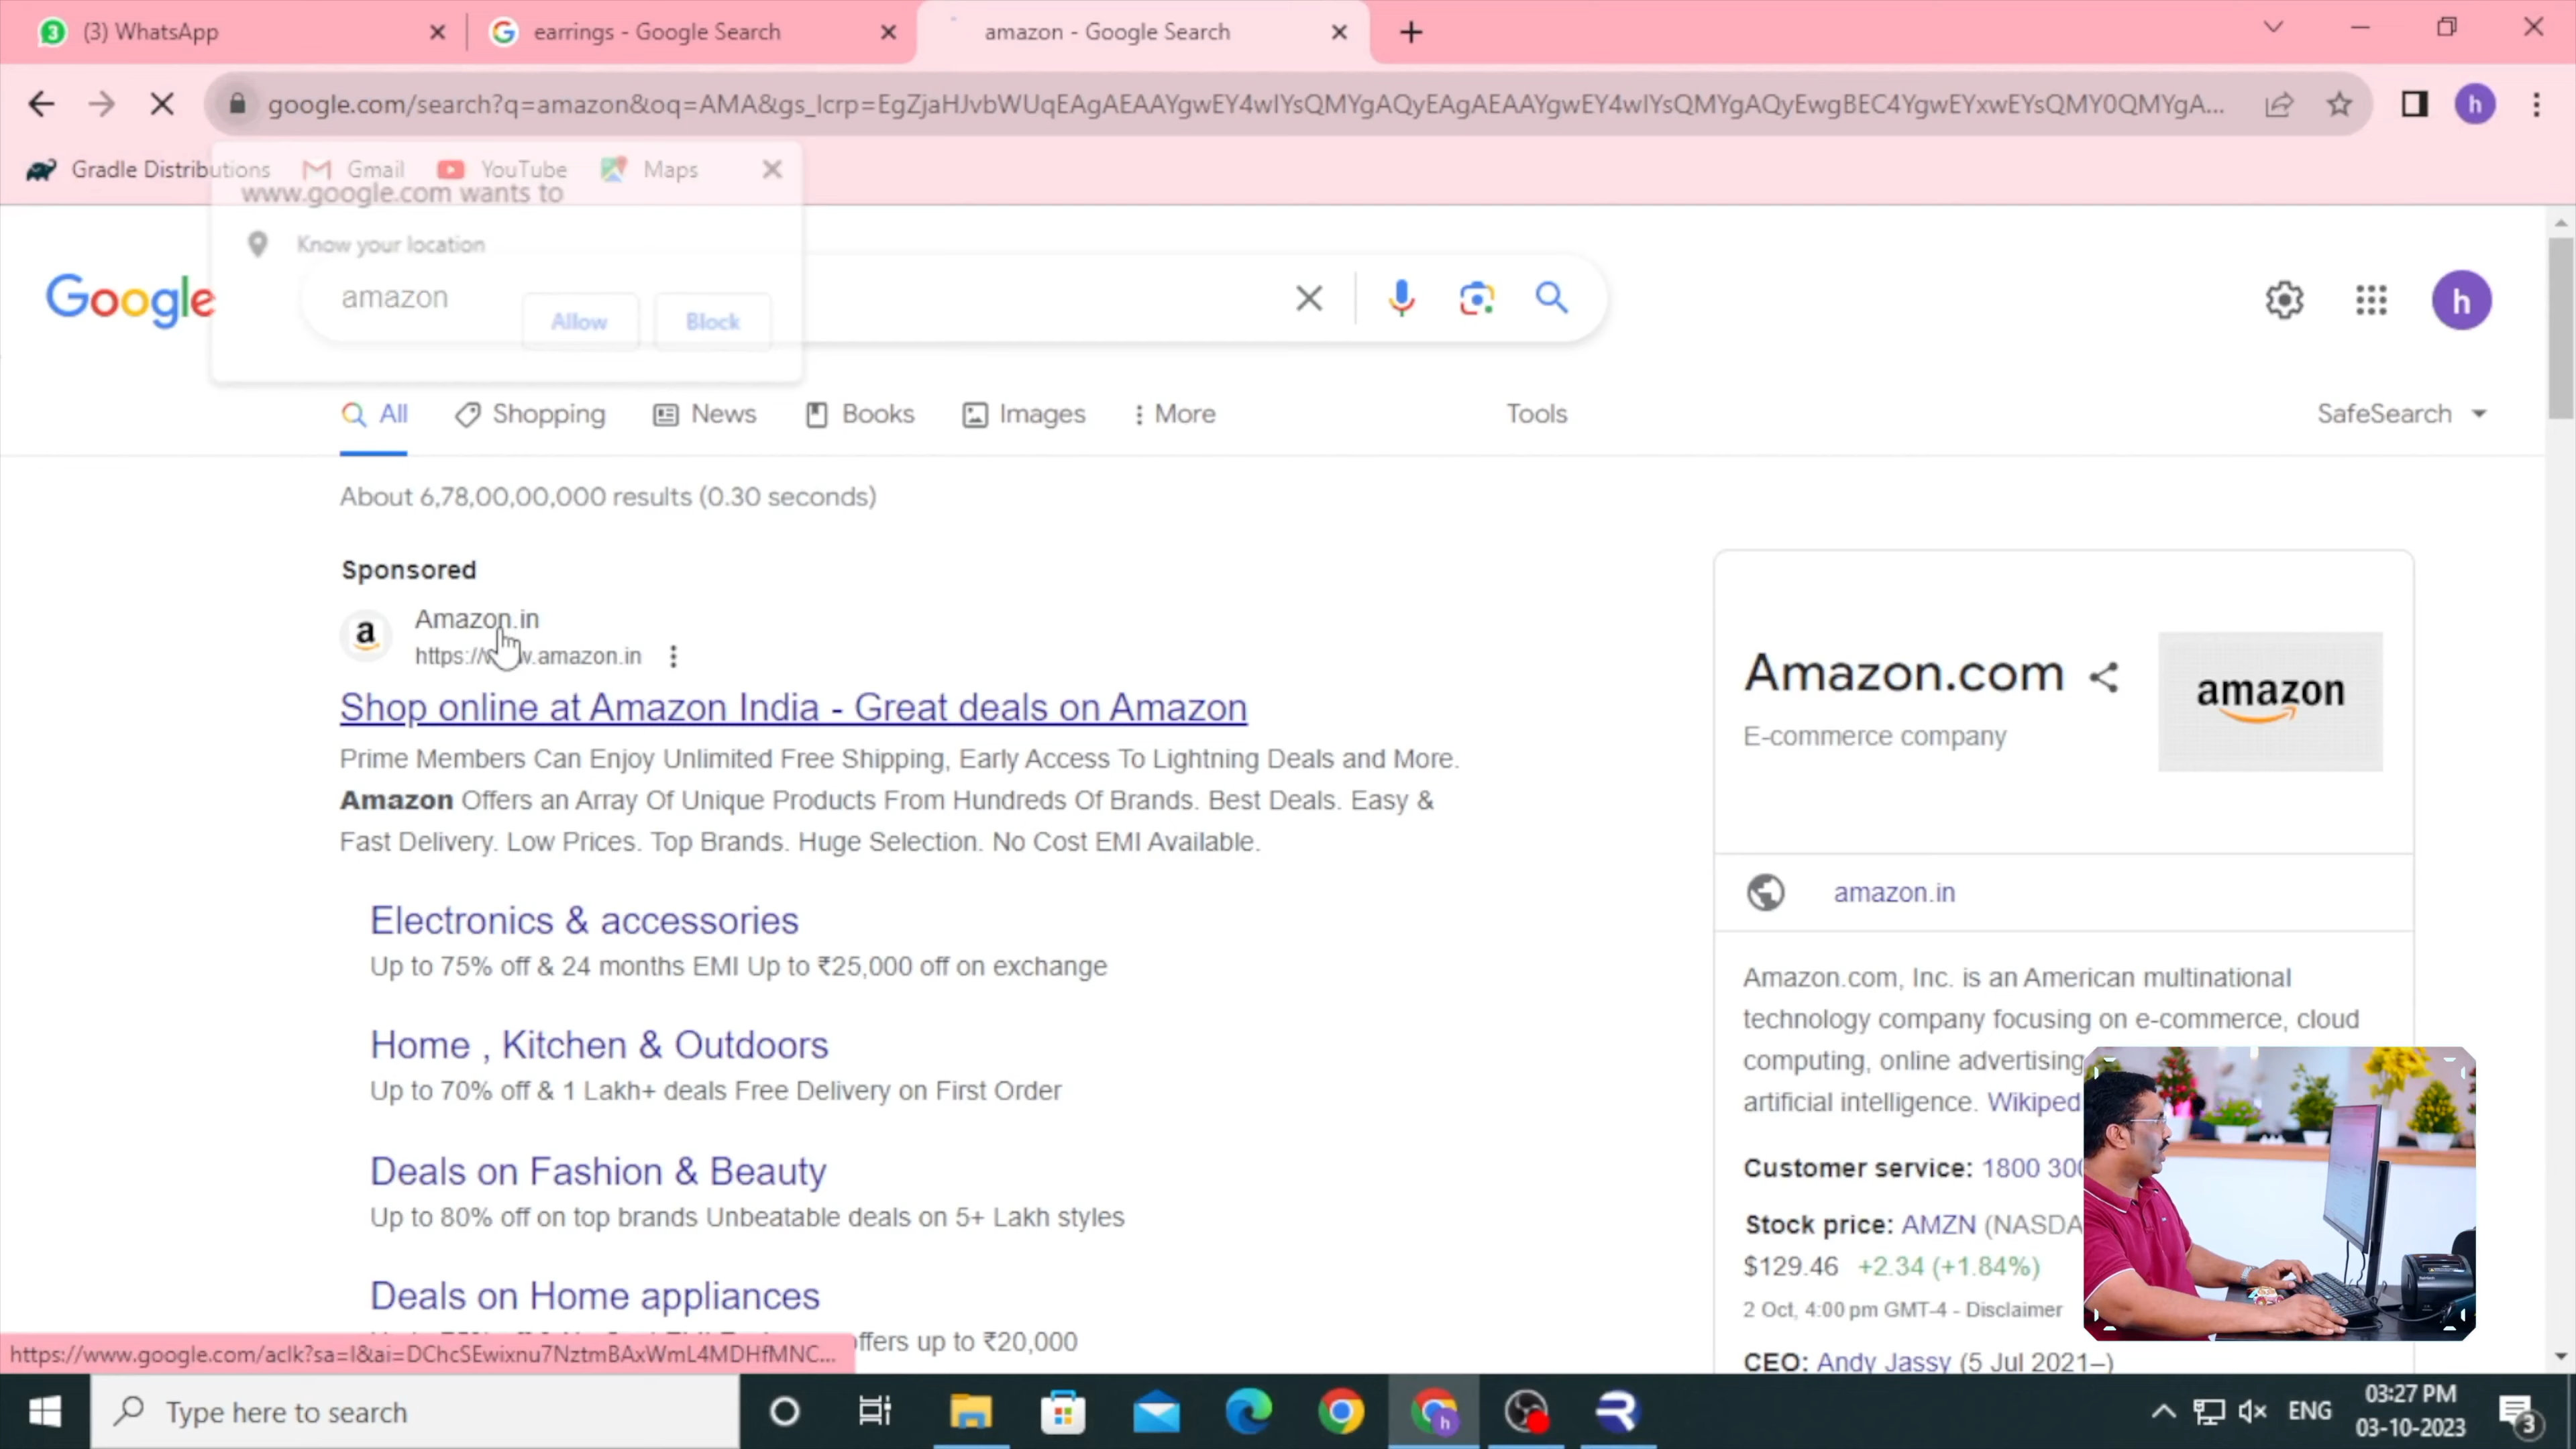 (3) WhatsApp
earrings - Google Search
amazon - Google Search
google.com/search?q=amazon&oq=AMA&gs_lcrp=EgZjaHJvbWUqEAgAEAAYgwEY4wIYsQMYgAQyEAgAEAAYgwEY4wIYsQMYgAQyEwgBEC4YgwEYxwEYsQMY0QMYgA...
h
Gradle Distributions
Gmail
YouTube
Maps
www.google.com wants to
Know your location
Allow
Block
Google
amazon
h
All
Shopping
News
Books
Images
More
Tools
SafeSearch
About 6,78,00,00,000 results (0.30 seconds)
Sponsored
Amazon.in
https://www.amazon.in
Shop online at Amazon India - Great deals on Amazon
Prime Members Can Enjoy Unlimited Free Shipping, Early Access To Lightning Deals and More.
Amazon Offers an Array Of Unique Products From Hundreds Of Brands. Best Deals. Easy &
Fast Delivery. Low Prices. Top Brands. Huge Selection. No Cost EMI Available.
Electronics & accessories
Up to 75% off & 24 months EMI Up to ₹25,000 off on exchange
Home , Kitchen & Outdoors
Up to 70% off & 1 Lakh+ deals Free Delivery on First Order
Deals on Fashion & Beauty
Up to 80% off on top brands Unbeatable deals on 5+ Lakh styles
Deals on Home appliances
offers up to ₹20,000
Amazon.com
amazon
E-commerce company
amazon.in
Amazon.com, Inc. is an American multinational
technology company focusing on e-commerce, cloud
computing, online advertising
artificial intelligence. Wikiped
Customer service: 1800 300
Stock price: AMZN (NASDA
$129.46 +2.34 (+1.84%)
2 Oct, 4:00 pm GMT-4 - Disclaimer
CEO: Andy Jassy (5 Jul 2021–)
https://www.google.com/aclk?sa=l&ai=DChcSEwixnu7NztmBAxWmL4MDHfMNC...
Type here to search
h
ENG
03:27 PM
03-10-2023
3